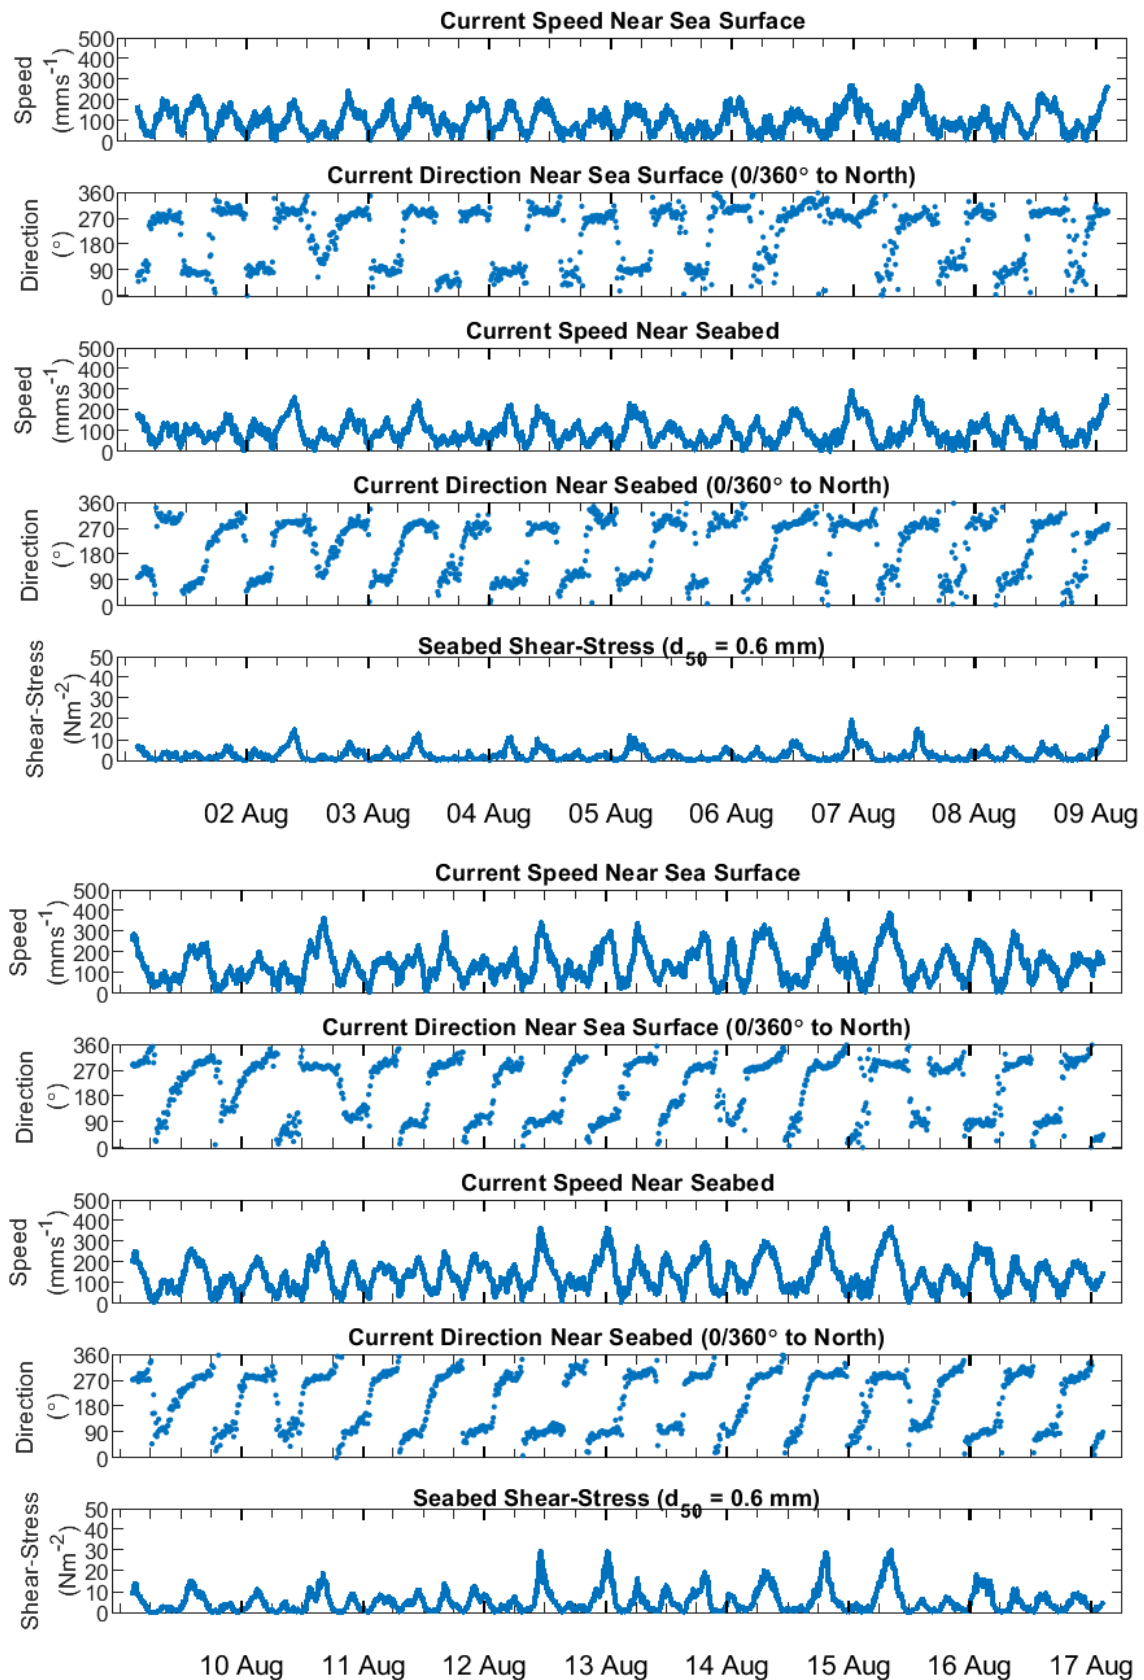 Current Speed Near Sea Surface
Speed
(mms-1)
500
400
300
200
100
0
Current Direction Near Sea Surface (0/360° to North)
Direction
(°)
360
270
180
90
0
Current Speed Near Seabed
Speed
(mms-1)
500
400
300
200
100
0
Current Direction Near Seabed (0/360° to North)
Direction
(°)
360
270
180
90
0
Seabed Shear-Stress (d50 = 0.6 mm)
Shear-Stress
(Nm-2)
50
40
30
20
10
0
02 Aug 03 Aug 04 Aug 05 Aug 06 Aug 07 Aug 08 Aug 09 Aug
Current Speed Near Sea Surface
Speed
(mms-1)
500
400
300
200
100
0
Current Direction Near Sea Surface (0/360° to North)
Direction
(°)
360
270
180
90
0
Current Speed Near Seabed
Speed
(mms-1)
500
400
300
200
100
0
Current Direction Near Seabed (0/360° to North)
Direction
(°)
360
270
180
90
0
Seabed Shear-Stress (d50 = 0.6 mm)
Shear-Stress
(Nm-2)
50
40
30
20
10
0
10 Aug 11 Aug 12 Aug 13 Aug 14 Aug 15 Aug 16 Aug 17 Aug